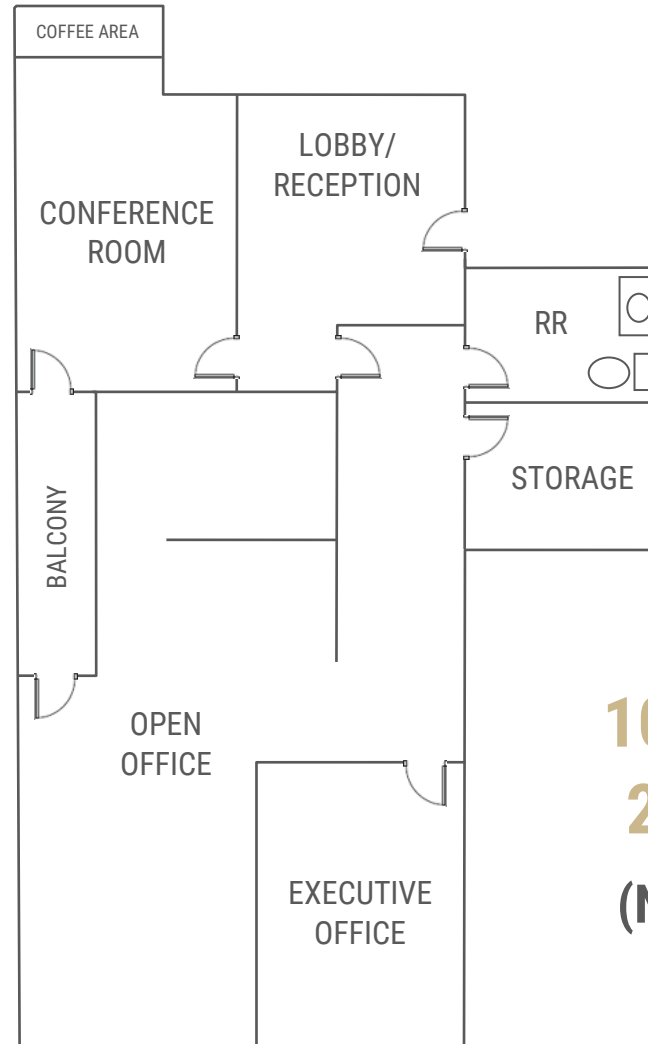 COFFEE AREA
LOBBY/
RECEPTION
CONFERENCE
ROOM
RR
STORAGE
BALCONY
OPEN
OFFICE
EXECUTIVE
OFFICE